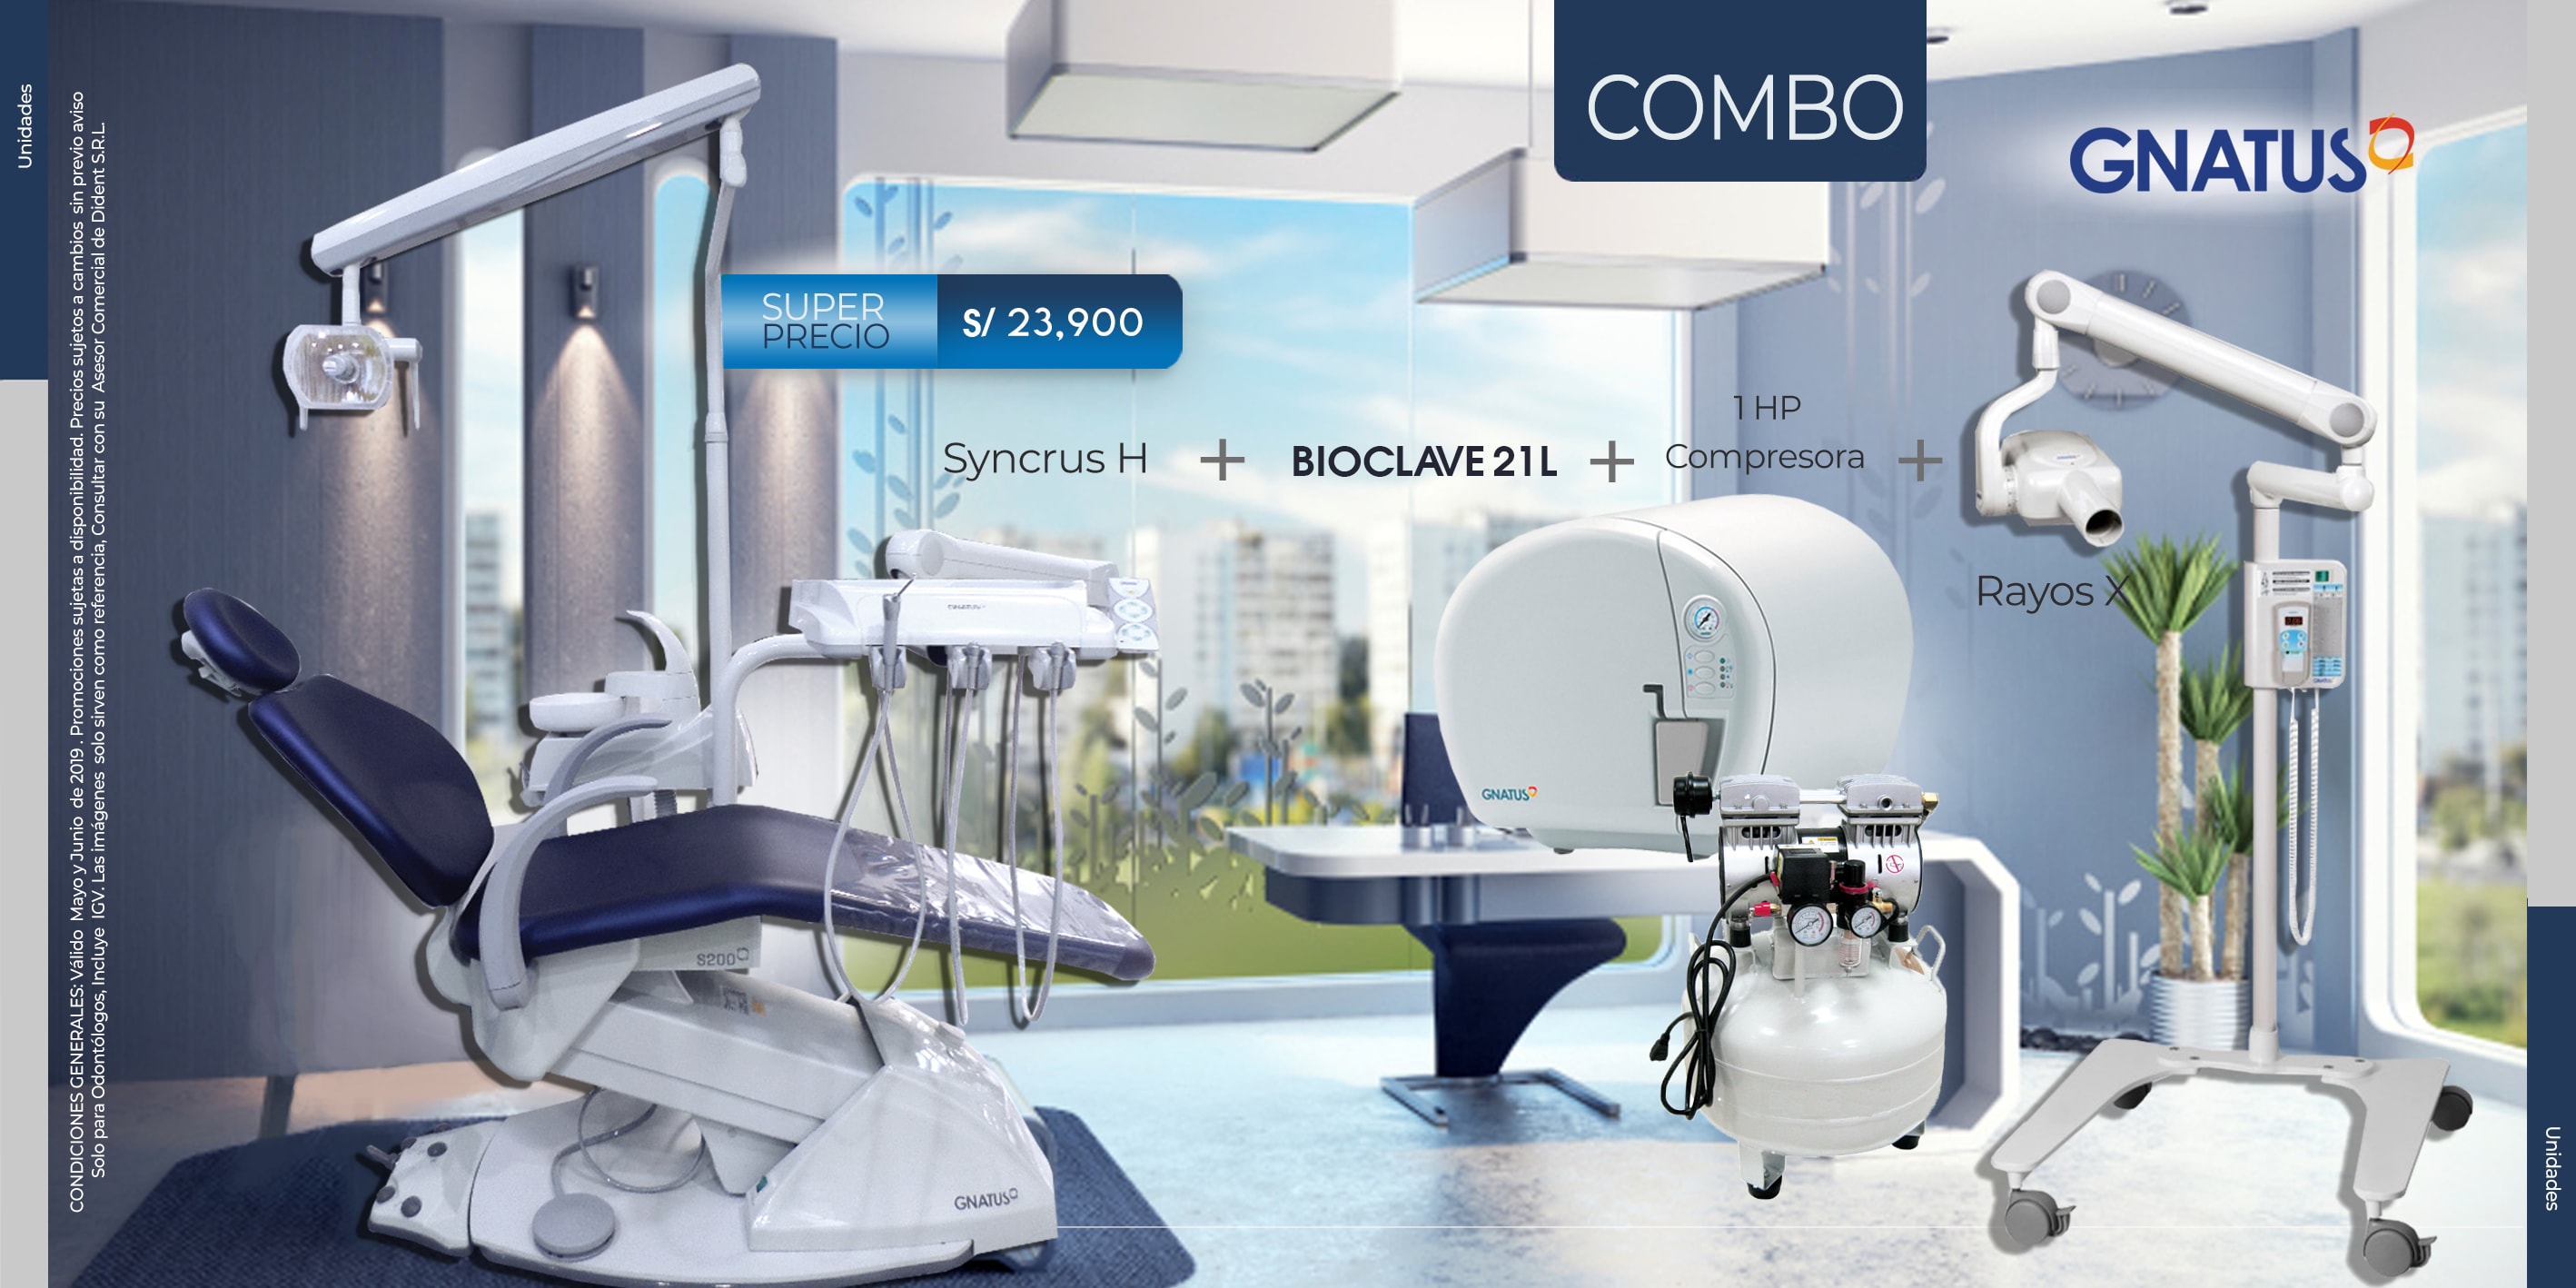 Unidades
CONDICIONES GENERALES: Válido Mayo y Junio de 2019 . Promociones sujetas a disponibilidad. Precios sujetos a cambios sin previo aviso
Solo para Odontólogos, Incluye IGV. Las imágenes solo sirven como referencia, Consultar con su Asesor Comercial de Dident S.R.L.
COMBO
GNATUS
SUPER
PRECIO
S/ 23,900
Syncrus H
+
BIOCLAVE 21L
+
1 HP
Compresora
+
Rayos X
GNATUS
GNATUS
S200
GNATUS
Unidades